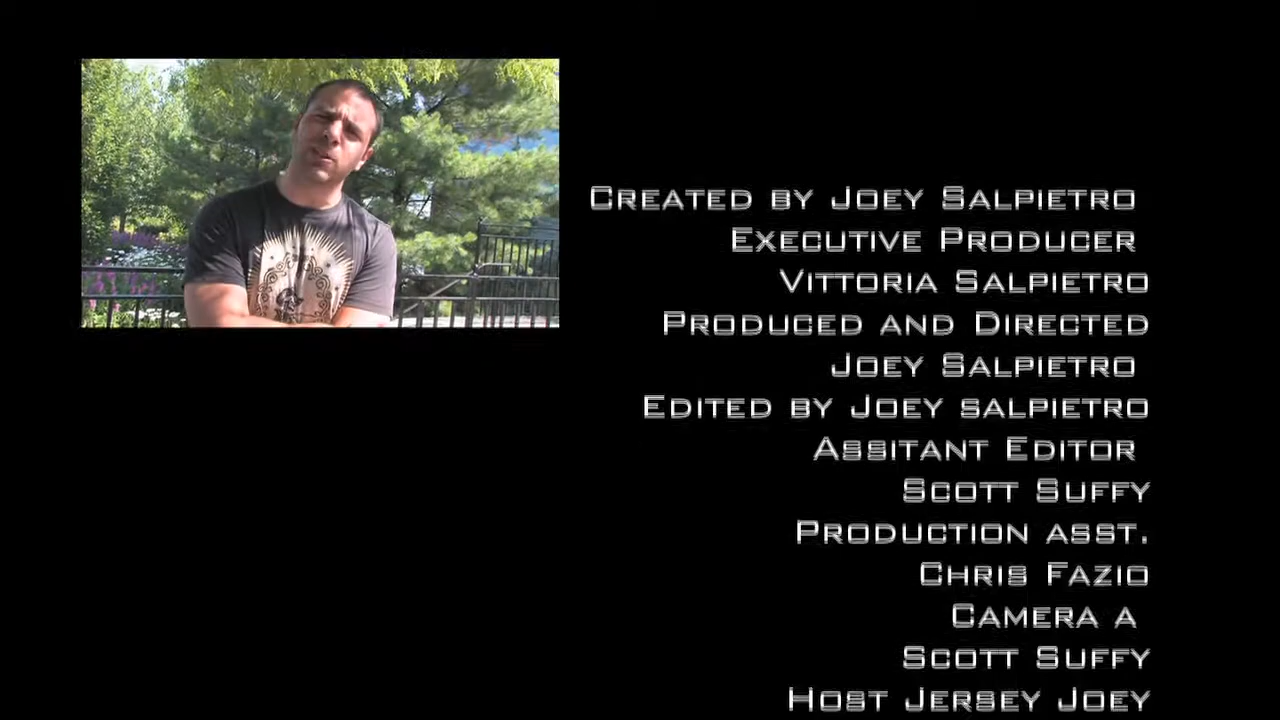 Created by Joey Salpietro
Executive Producer
Vittoria Salpietro
Produced and Directed
Joey Salpietro
Edited by Joey salpietro
Assitant Editor
Scott Suffy
Production asst.
Chris Fazio
Camera a
Scott Suffy
Host Jersey Joey